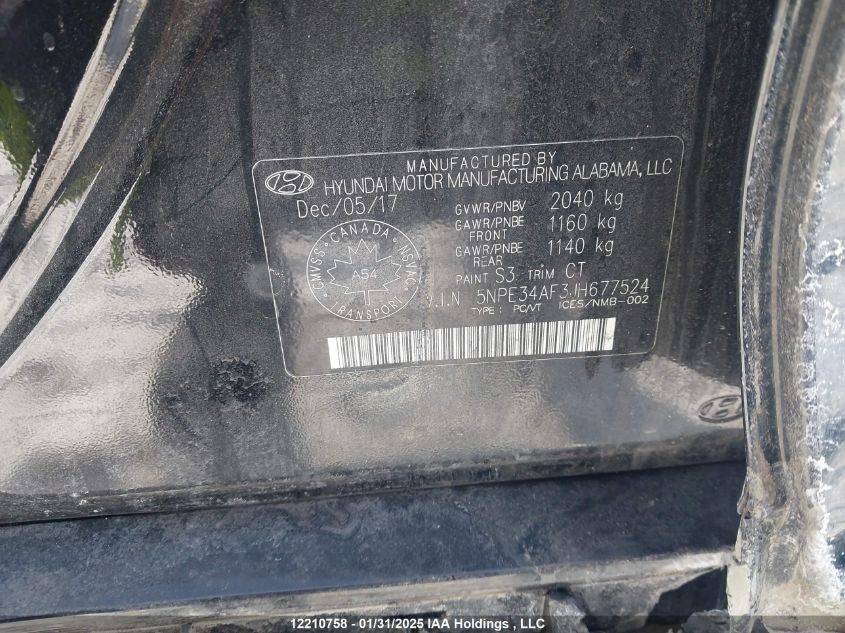 MANUFACTURED BY
HYUNDAI MOTOR MANUFACTURING ALABAMA, LLC
Dec/05/17
GVWR/PNBV 2040 kg
GAWR/PNBE FRONT 1160 kg
GAWR/PNBE REAR 1140 kg
PAINT S3 TRIM CT
V.I.N 5NPE34AF3JH677524
TYPE : PC/VT ICES/NMB-002
CANADA
CMVSS NSVAC
A54
TRANSPORT
12210758 - 01/31/2025 IAA Holdings, LLC